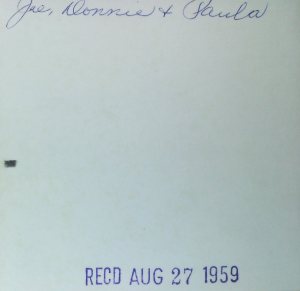 Joe, Donnie & Paula
RECD AUG 27 1959